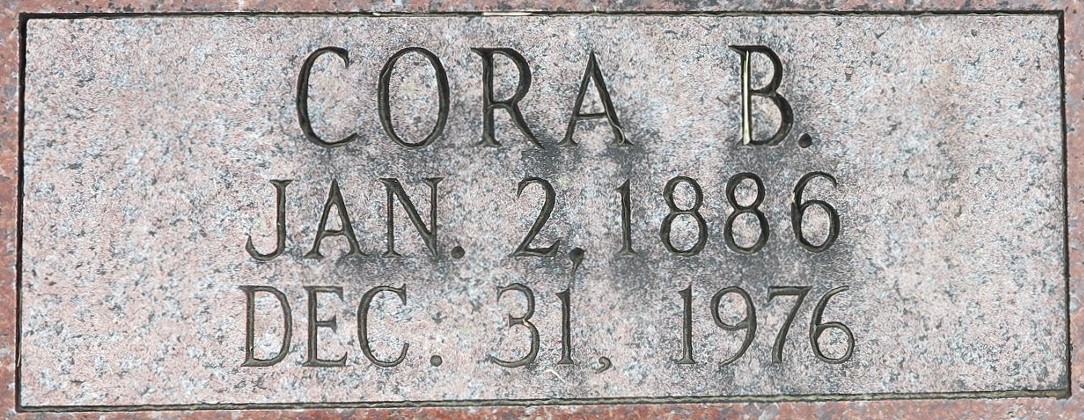 CORA B.
JAN. 2, 1886
DEC. 31, 1976